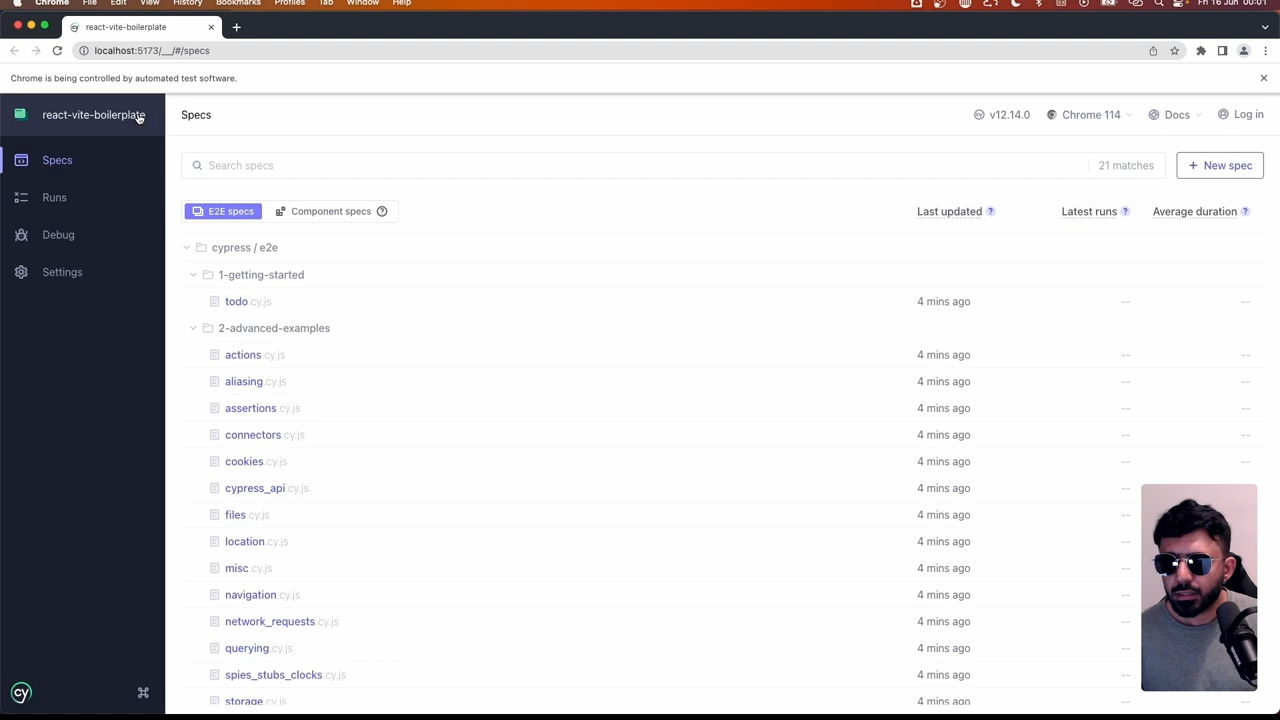 Chrome File Edit View History Bookmarks Profiles Tab Window Help Fri 16 Jun 00:01
react-vite-boilerplate
localhost:5173/__/#/specs
Chrome is being controlled by automated test software.
react-vite-boilerplate
Specs
v12.14.0 Chrome 114 Docs Log in
Specs
Runs
Debug
Settings
Search specs 21 matches New spec
E2E specs Component specs Last updated Latest runs Average duration
cypress / e2e
1-getting-started
todo.cy.js 4 mins ago -- --
2-advanced-examples
actions.cy.js 4 mins ago -- --
aliasing.cy.js 4 mins ago -- --
assertions.cy.js 4 mins ago -- --
connectors.cy.js 4 mins ago -- --
cookies.cy.js 4 mins ago -- --
cypress_api.cy.js 4 mins ago --
files.cy.js 4 mins ago --
location.cy.js 4 mins ago --
misc.cy.js 4 mins ago --
navigation.cy.js 4 mins ago --
network_requests.cy.js 4 mins ago --
querying.cy.js 4 mins ago --
spies_stubs_clocks.cy.js 4 mins ago --
storage.cy.js 4 mins ago --
cy